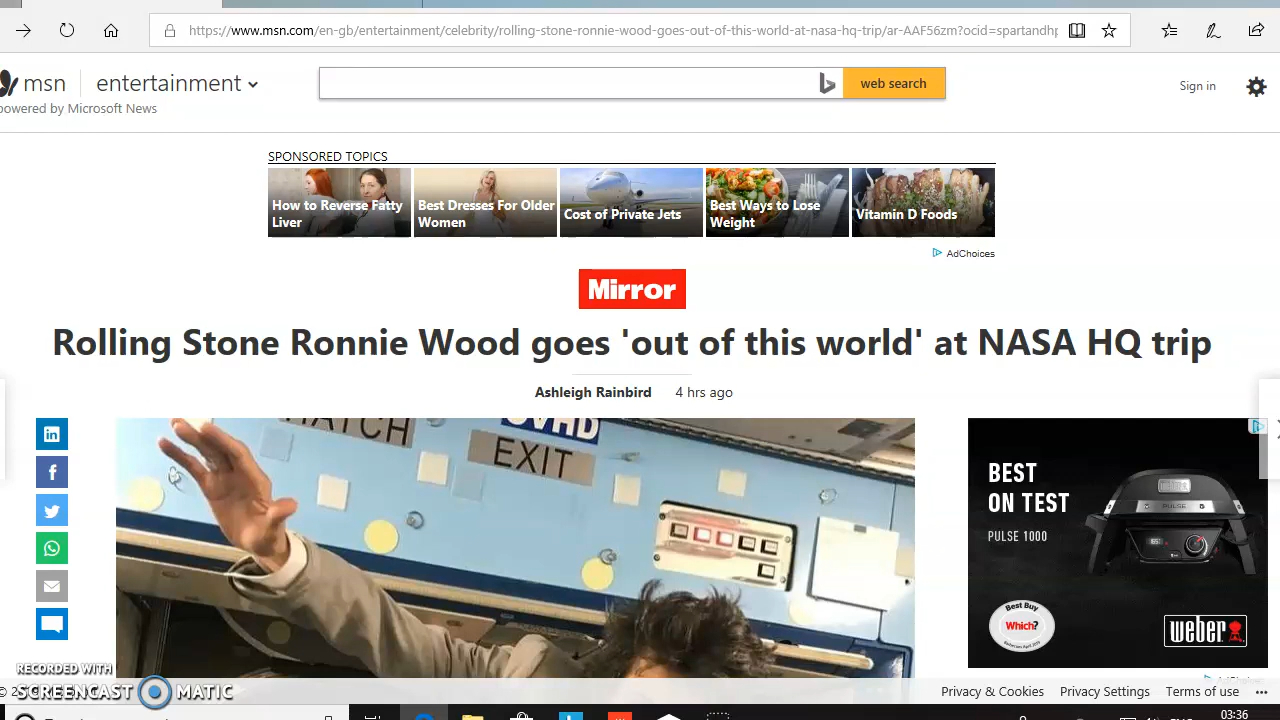 https://www.msn.com/en-gb/entertainment/celebrity/rolling-stone-ronnie-wood-goes-out-of-this-world-at-nasa-hq-trip/ar-AAF56zm?ocid=spartandhp
msn entertainment
web search
Sign in
powered by Microsoft News
SPONSORED TOPICS
How to Reverse Fatty
Liver
Best Dresses For Older
Women
Cost of Private Jets
Best Ways to Lose
Weight
Vitamin D Foods
AdChoices
Mirror
Rolling Stone Ronnie Wood goes 'out of this world' at NASA HQ trip
Ashleigh Rainbird 4 hrs ago
HATCH
OVHD
EXIT
BEST
ON TEST
PULSE 1000
PULSE
Best Buy
Which?
weber
RECORDED WITH
SCREENCAST MATIC
Privacy & Cookies Privacy Settings Terms of use
03:36